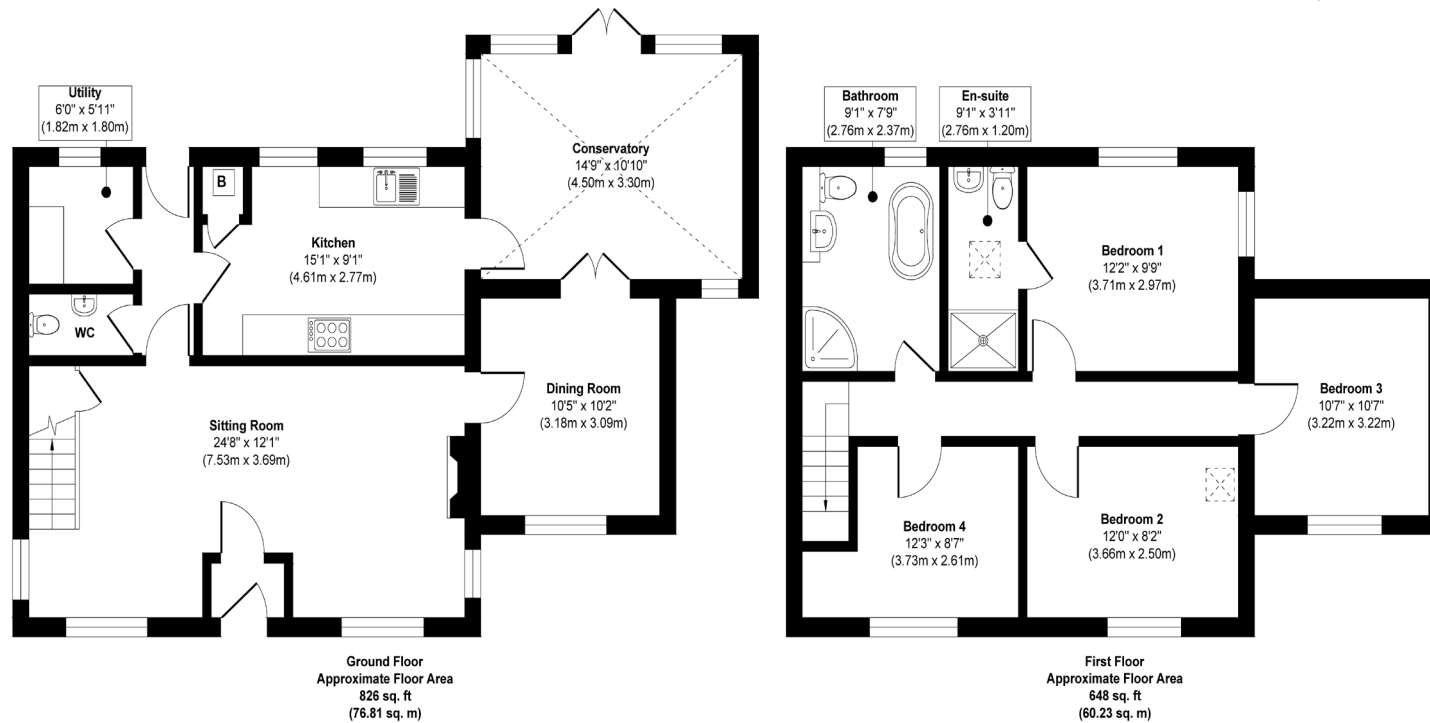 Utility
6'0" x 5'11"
(1.82m x 1.80m)
B
Kitchen
15'1" x 9'1"
(4.61m x 2.77m)
Conservatory
14'9" x 10'10"
(4.50m x 3.30m)
WC
Sitting Room
24'8" x 12'1"
(7.53m x 3.69m)
Dining Room
10'5" x 10'2"
(3.18m x 3.09m)
Ground Floor
Approximate Floor Area
826 sq. ft
(76.81 sq. m)
Bathroom
9'1" x 7'9"
(2.76m x 2.37m)
En-suite
9'1" x 3'11"
(2.76m x 1.20m)
Bedroom 1
12'2" x 9'9"
(3.71m x 2.97m)
Bedroom 3
10'7" x 10'7"
(3.22m x 3.22m)
Bedroom 4
12'3" x 8'7"
(3.73m x 2.61m)
Bedroom 2
12'0" x 8'2"
(3.66m x 2.50m)
First Floor
Approximate Floor Area
648 sq. ft
(60.23 sq. m)